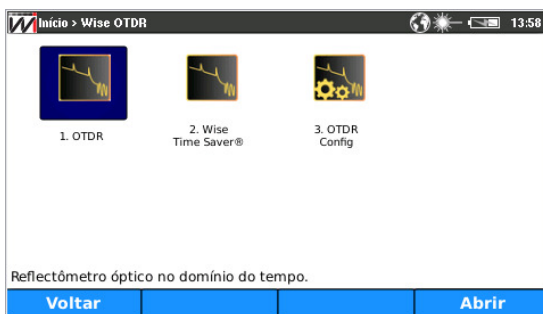 Início > Wise OTDR
13:58
1. OTDR
2. Wise
Time Saver®
3. OTDR
Config
Reflectômetro óptico no domínio do tempo.
Voltar
Abrir